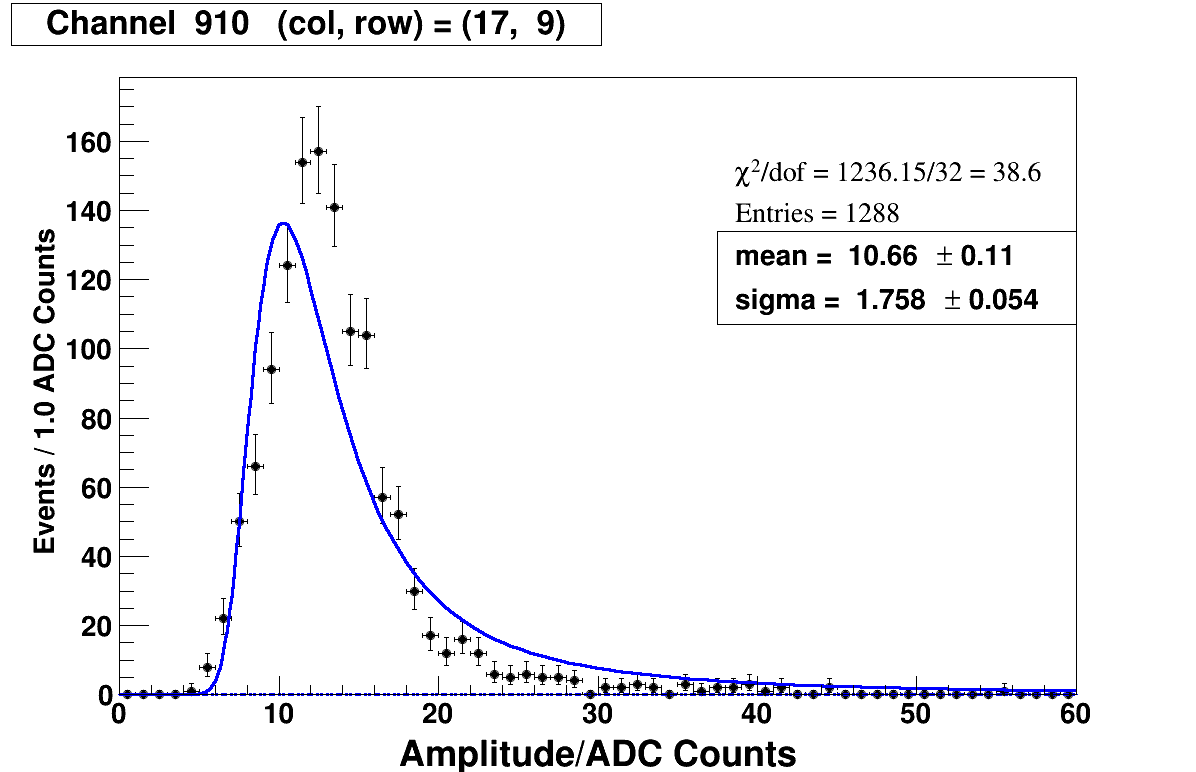 Channel 910 (col, row) = (17, 9)
χ²/dof = 1236.15/32 = 38.6
Entries = 1288
mean = 10.66 ± 0.11
sigma = 1.758 ± 0.054
Events / 1.0 ADC Counts
160
140
120
100
80
60
40
20
0
0 10 20 30 40 50 60
Amplitude/ADC Counts